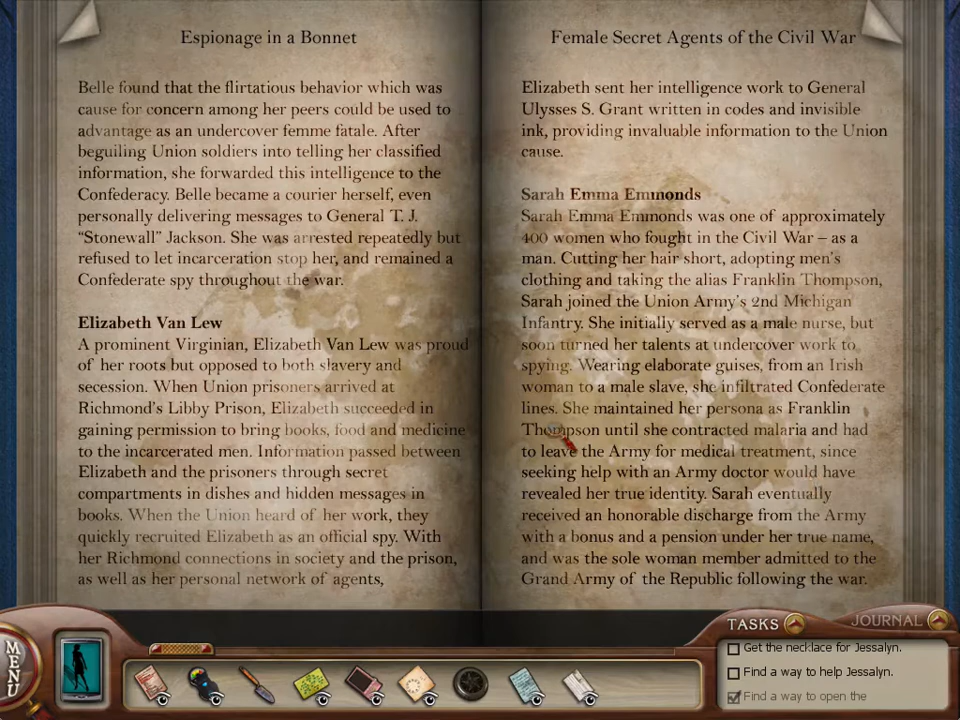 Espionage in a Bonnet
Belle found that the flirtatious behavior which was
cause for concern among her peers could be used to
advantage as an undercover femme fatale. After
beguiling Union soldiers into telling her classified
information, she forwarded this intelligence to the
Confederacy. Belle became a courier herself, even
personally delivering messages to General T. J.
“Stonewall” Jackson. She was arrested repeatedly but
refused to let incarceration stop her, and remained a
Confederate spy throughout the war.
Elizabeth Van Lew
A prominent Virginian, Elizabeth Van Lew was proud
of her roots but opposed to both slavery and
secession. When Union prisoners arrived at
Richmond’s Libby Prison, Elizabeth succeeded in
gaining permission to bring books, food and medicine
to the incarcerated men. Information passed between
Elizabeth and the prisoners through secret
compartments in dishes and hidden messages in
books. When the Union heard of her work, they
quickly recruited Elizabeth as an official spy. With
her Richmond connections in society and the prison,
as well as her personal network of agents,
Female Secret Agents of the Civil War
Elizabeth sent her intelligence work to General
Ulysses S. Grant written in codes and invisible
ink, providing invaluable information to the Union
cause.
Sarah Emma Emmonds
Sarah Emma Emmonds was one of approximately
400 women who fought in the Civil War – as a
man. Cutting her hair short, adopting men’s
clothing and taking the alias Franklin Thompson,
Sarah joined the Union Army’s 2nd Michigan
Infantry. She initially served as a male nurse, but
soon turned her talents at undercover work to
spying. Wearing elaborate guises, from an Irish
woman to a male slave, she infiltrated Confederate
lines. She maintained her persona as Franklin
Thompson until she contracted malaria and had
to leave the Army for medical treatment, since
seeking help with an Army doctor would have
revealed her true identity. Sarah eventually
received an honorable discharge from the Army
with a bonus and a pension under her true name,
and was the sole woman member admitted to the
Grand Army of the Republic following the war.
MENU
TASKS
JOURNAL
Get the necklace for Jessalyn.
Find a way to help Jessalyn.
Find a way to open the